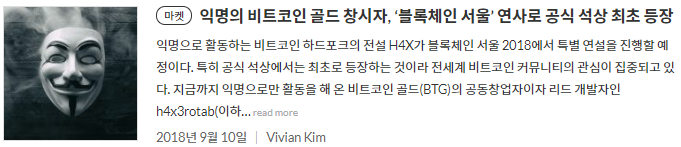 마켓 익명의 비트코인 골드 창시자, ‘블록체인 서울’ 연사로 공식 석상 최초 등장
익명으로 활동하는 비트코인 하드포크의 전설 H4X가 블록체인 서울 2018에서 특별 연설을 진행할 예
정이다. 특히 공식 석상에서는 최초로 등장하는 것이라 전세계 비트코인 커뮤니티의 관심이 집중되고 있
다. 지금까지 익명으로만 활동을 해 온 비트코인 골드(BTG)의 공동창업자이자 리드 개발자인
h4x3rotab(이하... read more
2018년 9월 10일 | Vivian Kim